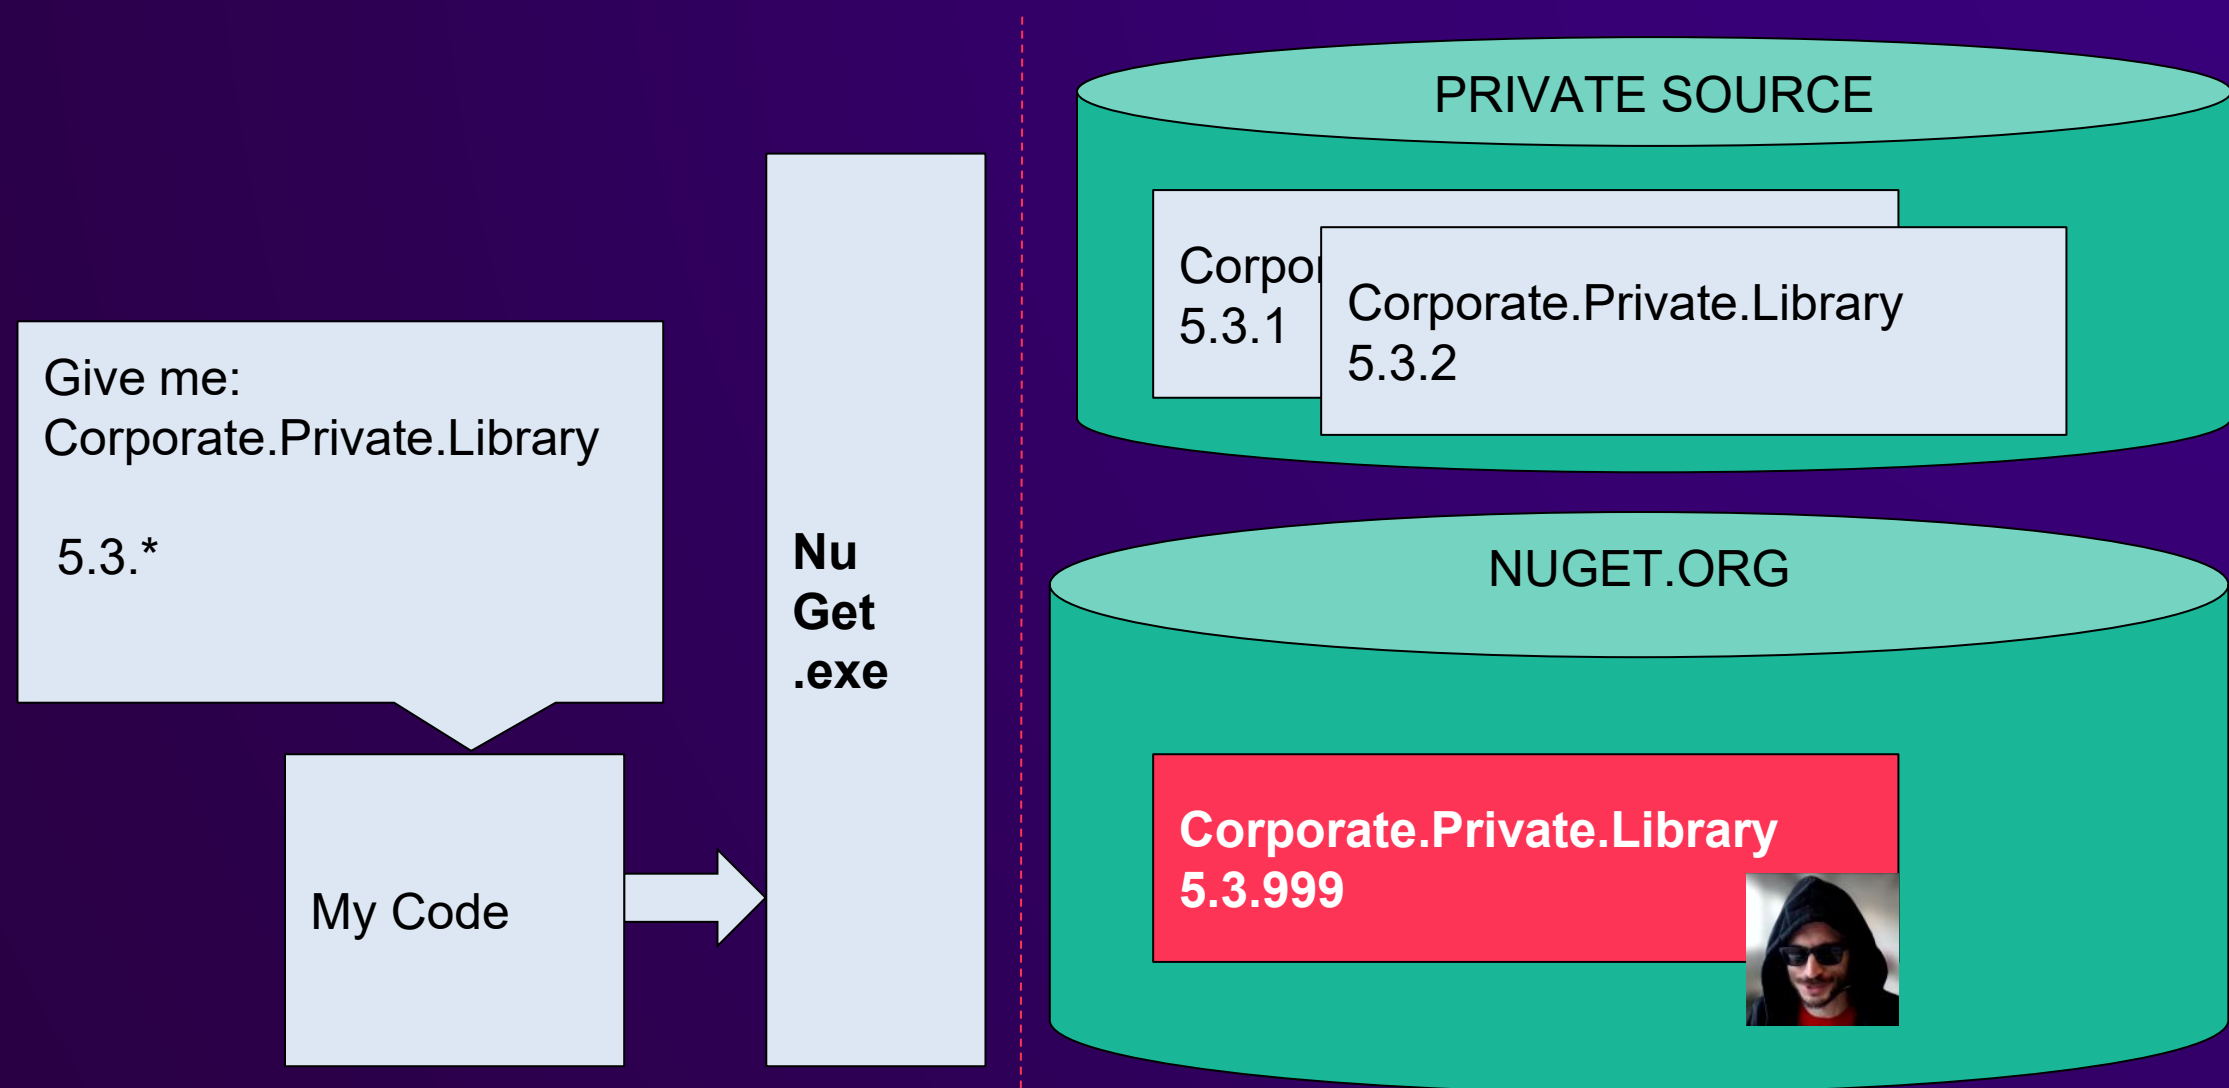 Give me:
Corporate.Private.Library
5.3.*
My Code
Nu
Get
.exe
PRIVATE SOURCE
Corpor
5.3.1
Corporate.Private.Library
5.3.2
NUGET.ORG
Corporate.Private.Library
5.3.999